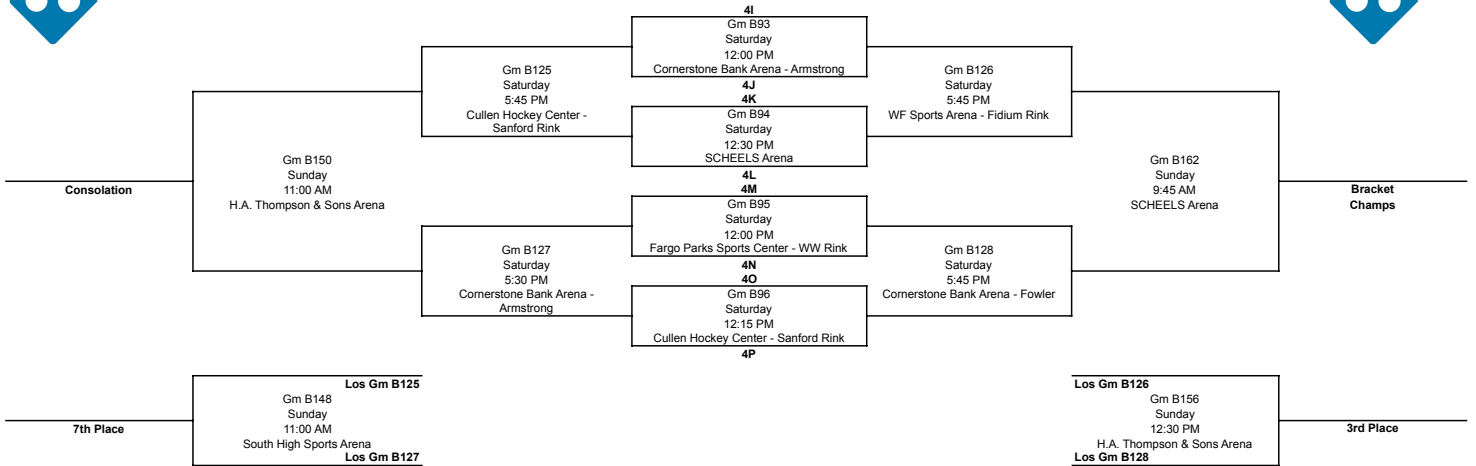 4I
Gm B93
Saturday
12:00 PM
Cornerstone Bank Arena - Armstrong
4J
4K
Gm B94
Saturday
12:30 PM
SCHEELS Arena
4L
4M
Gm B95
Saturday
12:00 PM
Fargo Parks Sports Center - WW Rink
4N
4O
Gm B96
Saturday
12:15 PM
Cullen Hockey Center - Sanford Rink
4P
Gm B125
Saturday
5:45 PM
Cullen Hockey Center -
Sanford Rink
Gm B126
Saturday
5:45 PM
WF Sports Arena - Fidium Rink
Gm B127
Saturday
5:30 PM
Cornerstone Bank Arena -
Armstrong
Gm B128
Saturday
5:45 PM
Cornerstone Bank Arena - Fowler
Gm B150
Sunday
11:00 AM
H.A. Thompson & Sons Arena
Consolation
Gm B162
Sunday
9:45 AM
SCHEELS Arena
Bracket
Champs
Los Gm B125
Gm B148
Sunday
11:00 AM
South High Sports Arena
Los Gm B127
7th Place
Los Gm B126
Gm B156
Sunday
12:30 PM
H.A. Thompson & Sons Arena
Los Gm B128
3rd Place